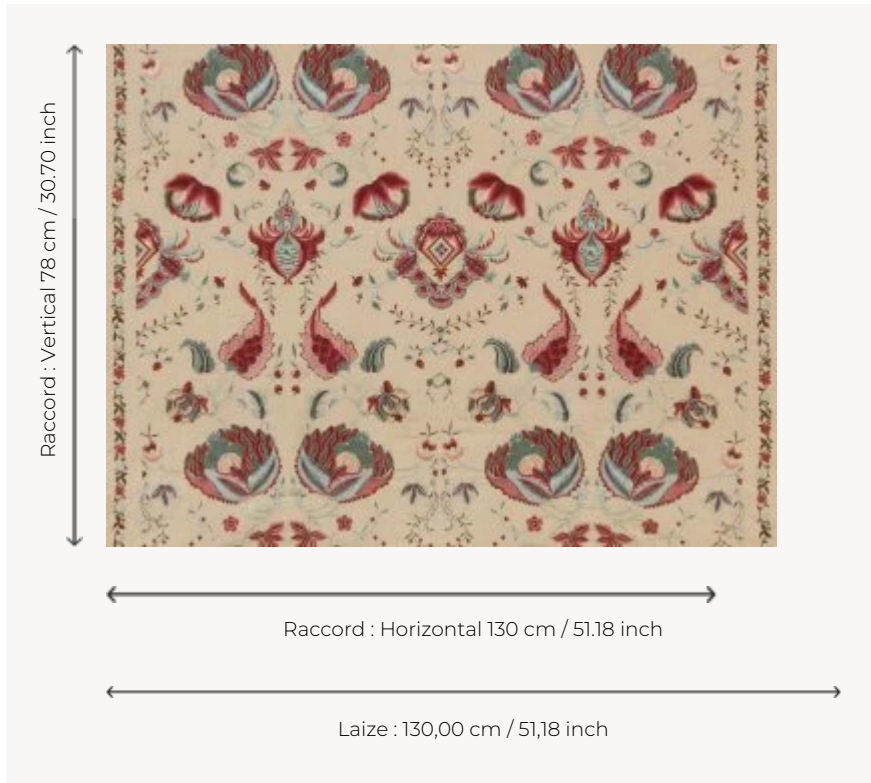 Raccord : Vertical 78 cm / 30.70 inch
Raccord : Horizontal 130 cm / 51.18 inch
Laize : 130,00 cm / 51,18 inch